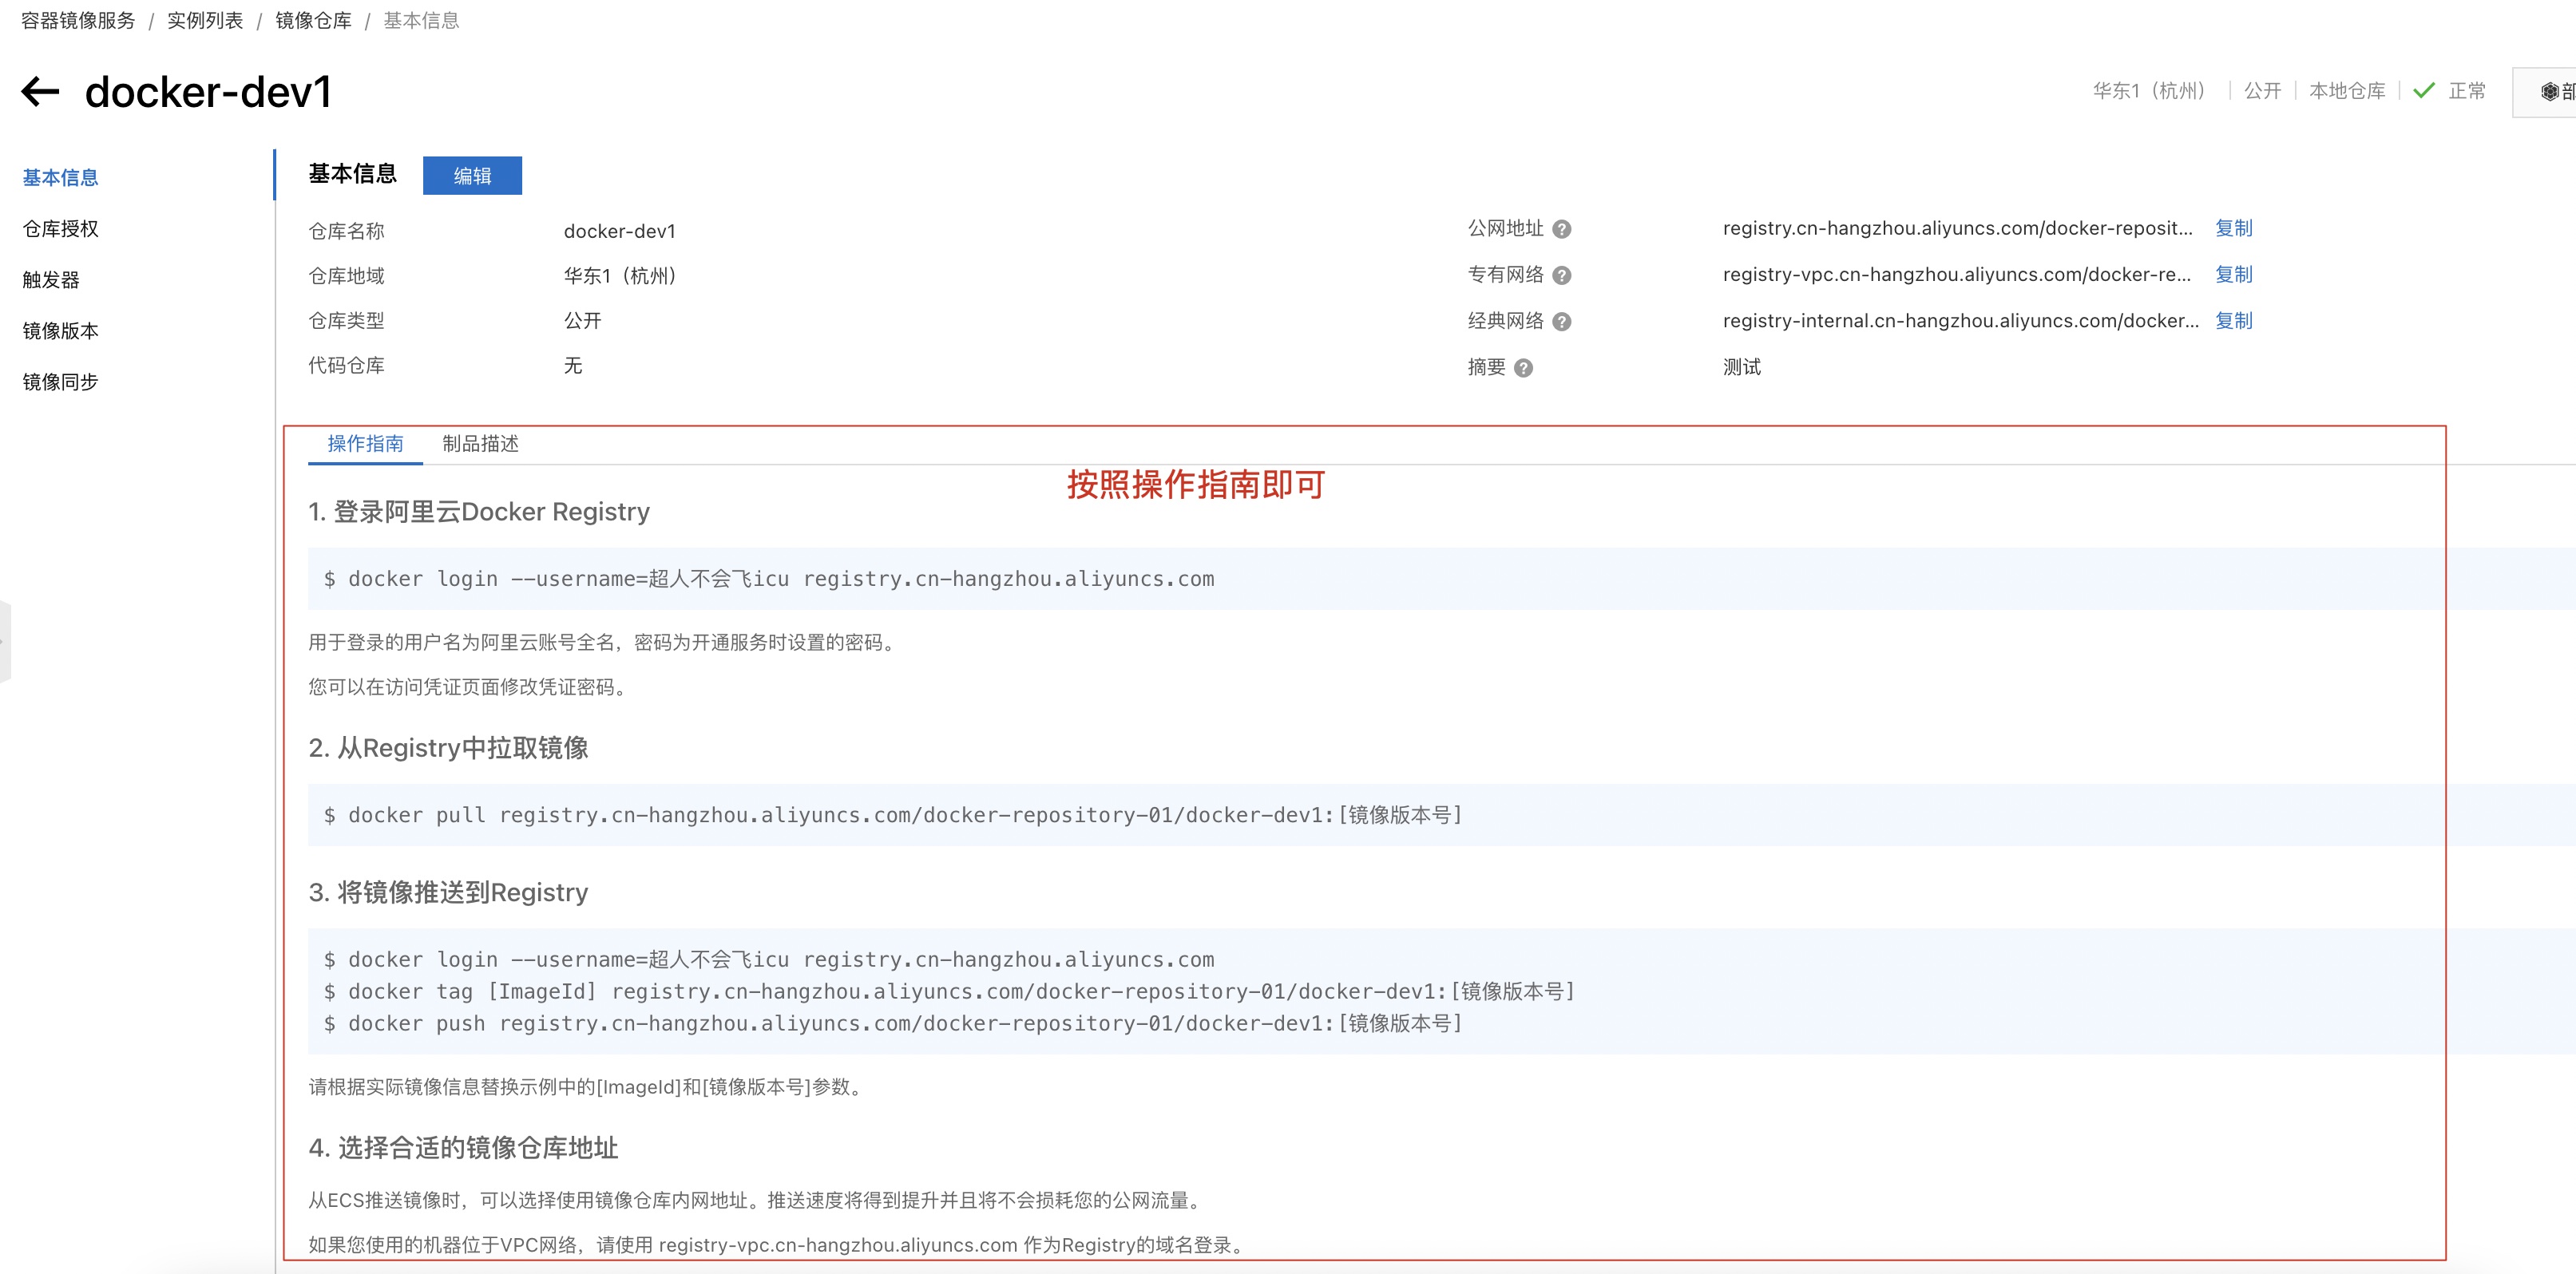 容器镜像服务 / 实例列表 / 镜像仓库 / 基本信息
docker-dev1
华东1（杭州） | 公开 | 本地仓库 | 正常
基本信息
仓库授权
触发器
镜像版本
镜像同步
基本信息 编辑
仓库名称 docker-dev1
仓库地域 华东1（杭州）
仓库类型 公开
代码仓库 无
公网地址 registry.cn-hangzhou.aliyuncs.com/docker-reposit... 复制
专有网络 registry-vpc.cn-hangzhou.aliyuncs.com/docker-re... 复制
经典网络 registry-internal.cn-hangzhou.aliyuncs.com/docker... 复制
摘要 测试
操作指南 制品描述
按照操作指南即可
1. 登录阿里云Docker Registry
$ docker login --username=超人不会飞icu registry.cn-hangzhou.aliyuncs.com
用于登录的用户名为阿里云账号全名，密码为开通服务时设置的密码。
您可以在访问凭证页面修改凭证密码。
2. 从Registry中拉取镜像
$ docker pull registry.cn-hangzhou.aliyuncs.com/docker-repository-01/docker-dev1:[镜像版本号]
3. 将镜像推送到Registry
$ docker login --username=超人不会飞icu registry.cn-hangzhou.aliyuncs.com
$ docker tag [ImageId] registry.cn-hangzhou.aliyuncs.com/docker-repository-01/docker-dev1:[镜像版本号]
$ docker push registry.cn-hangzhou.aliyuncs.com/docker-repository-01/docker-dev1:[镜像版本号]
请根据实际镜像信息替换示例中的[ImageId]和[镜像版本号]参数。
4. 选择合适的镜像仓库地址
从ECS推送镜像时，可以选择使用镜像仓库内网地址。推送速度将得到提升并且将不会损耗您的公网流量。
如果您使用的机器位于VPC网络，请使用 registry-vpc.cn-hangzhou.aliyuncs.com 作为Registry的域名登录。